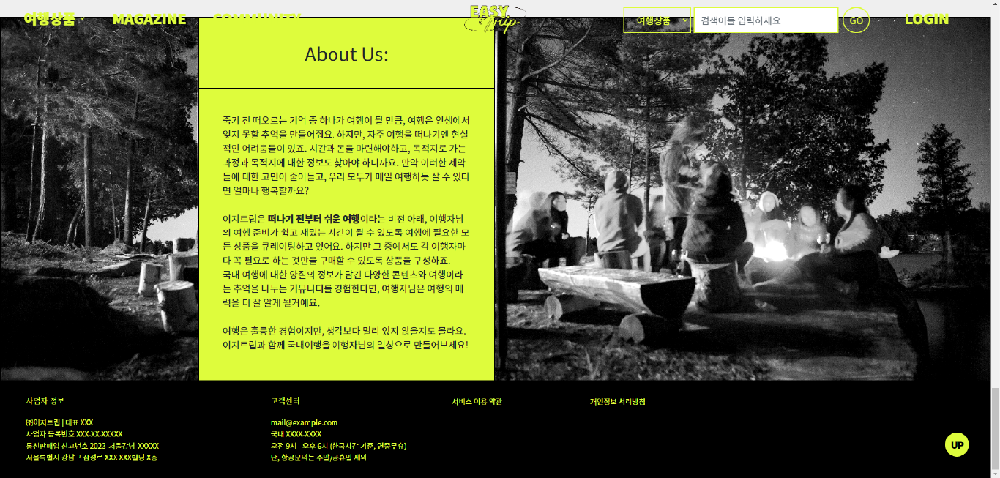 여행상품
MAGAZINE
COMMUNITY
EASY
Trip
여행상품
검색어를 입력하세요
GO
LOGIN
About Us:
죽기 전 떠오르는 기억 중 하나가 여행이 될 만큼, 여행은 인생에서
잊지 못할 추억을 만들어줘요. 하지만, 자주 여행을 떠나기엔 현실
적인 어려움들이 있죠. 시간과 돈을 마련해야하고, 목적지로 가는
과정과 목적지에 대한 정보도 찾아야 하니까요. 만약 이러한 제약
들에 대한 고민이 줄어들고, 우리 모두가 매일 여행하듯 살 수 있다
면 얼마나 행복할까요?
이지트립은 떠나기 전부터 쉬운 여행이라는 비전 아래, 여행자님
의 여행 준비가 쉽고 재밌는 시간이 될 수 있도록 여행에 필요한 모
든 상품을 큐레이팅하고 있어요. 하지만 그 중에서도 각 여행자마
다 꼭 필요로 하는 것만을 구매할 수 있도록 상품을 구성하죠.
국내 여행에 대한 양질의 정보가 담긴 다양한 콘텐츠와 여행이라
는 추억을 나누는 커뮤니티를 경험한다면, 여행자님은 여행의 매
력을 더 잘 알게 될거예요.
여행은 훌륭한 경험이지만, 생각보다 멀리 있지 않을지도 몰라요.
이지트립과 함께 국내여행을 여행자님의 일상으로 만들어보세요!
사업자 정보
㈜이지트립 | 대표 XXX
사업자 등록번호 XXX-XX-XXXXX
통신판매업 신고번호 2023-서울강남-XXXXX
서울특별시 강남구 삼성로 XXX XXX빌딩 X층
고객센터
mail@example.com
국내 XXXX-XXXX
오전 9시 - 오후 6시 (한국시간 기준, 연중무휴)
단, 항공문의는 주말/공휴일 제외
서비스 이용 약관
개인정보 처리방침
UP